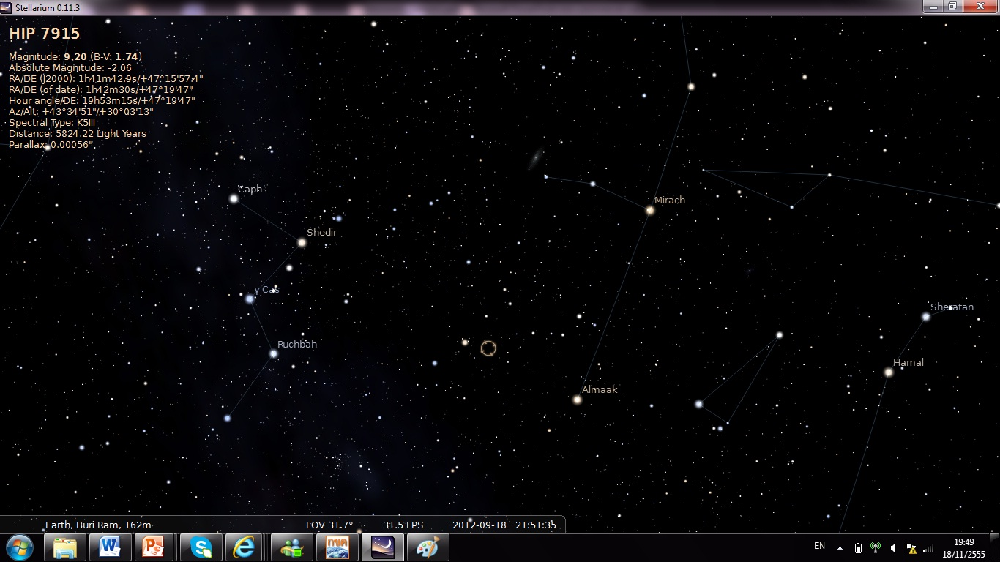 Stellarium 0.11.3
HIP 7915
Magnitude: 9.20 (B-V: 1.74)
Absolute Magnitude: -2.06
RA/DE (J2000): 1h41m42.9s/+47°15'57.4"
RA/DE (of date): 1h42m30s/+47°19'47"
Hour angle/DE: 19h53m15s/+47°19'47"
Az/Alt: +43°34'51"/+30°03'13"
Spectral Type: K5III
Distance: 5824.22 Light Years
Parallax: 0.00056"
Caph
Mirach
Shedir
γ Cas
Sheratan
Ruchbah
Hamal
Almaak
Earth, Buri Ram, 162m FOV 31.7° 31.5 FPS 2012-09-18 21:51:35
EN
19:49
18/11/2555